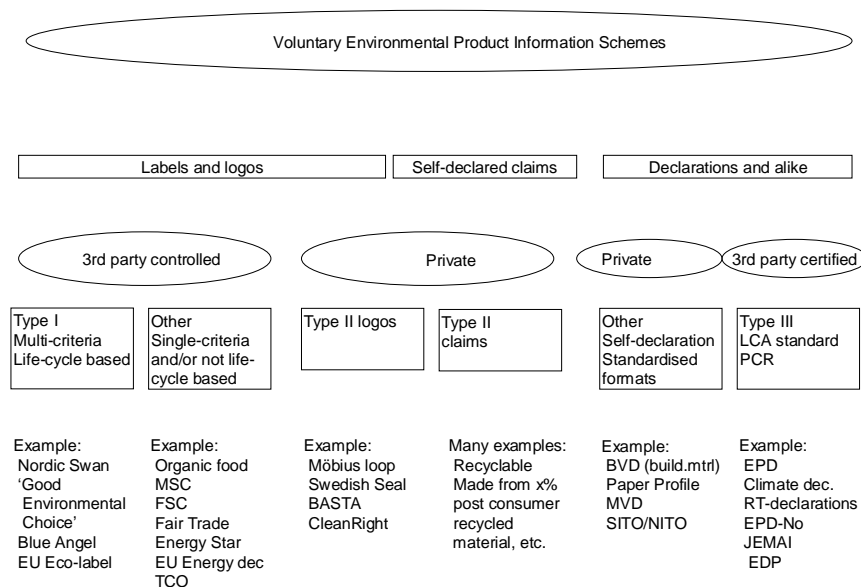 Voluntary Environmental Product Information Schemes
Labels and logos
Self-declared claims
Declarations and alike
3rd party controlled
Private
Private
3rd party certified
Type I
Multi-criteria
Life-cycle based
Other
Single-criteria
and/or not life-
cycle based
Type II logos
Type II
claims
Other
Self-declaration
Standardised
formats
Type III
LCA standard
PCR
Example:
Nordic Swan
‘Good
Environmental
Choice’
Blue Angel
EU Eco-label
Example:
Organic food
MSC
FSC
Fair Trade
Energy Star
EU Energy dec
TCO
Example:
Möbius loop
Swedish Seal
BASTA
CleanRight
Many examples:
Recyclable
Made from x%
post consumer
recycled
material, etc.
Example:
BVD (build.mtrl)
Paper Profile
MVD
SITO/NITO
Example:
EPD
Climate dec.
RT-declarations
EPD-No
JEMAI
EDP